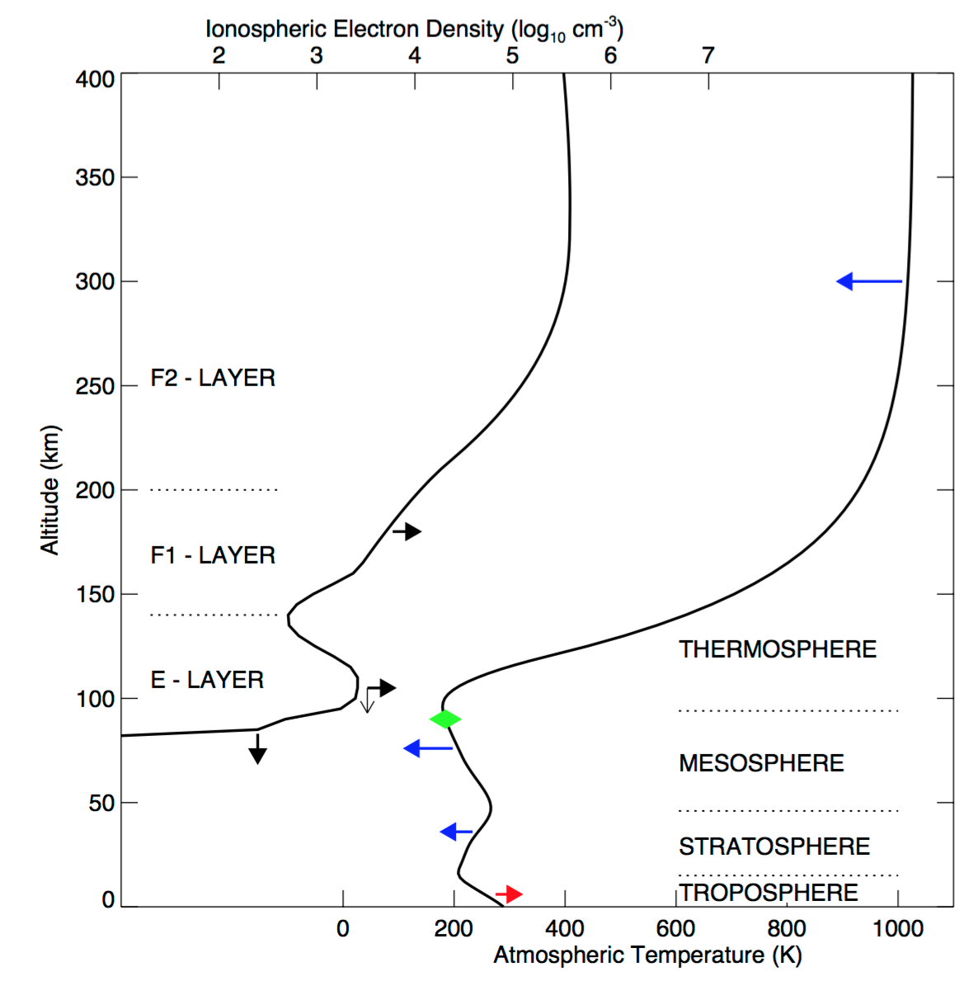 Ionospheric Electron Density (log10 cm-3)
2 3 4 5 6 7
400
350
300
F2 - LAYER
250
200
F1 - LAYER
150
THERMOSPHERE
E - LAYER
100
MESOSPHERE
50
STRATOSPHERE
TROPOSPHERE
0
Altitude (km)
0 200 400 600 800 1000
Atmospheric Temperature (K)